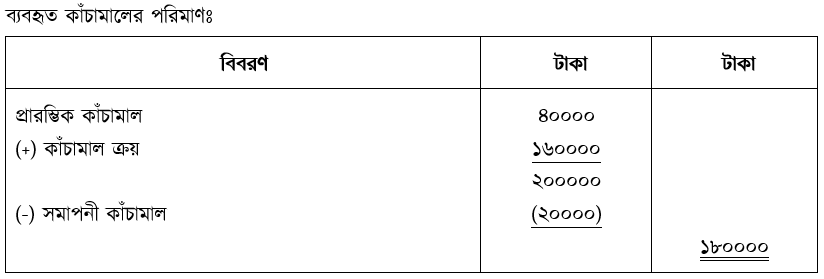 ব্যবহৃত কাঁচামালের পরিমাণঃ
বিবরণ টাকা টাকা
প্রারম্ভিক কাঁচামাল ৪০০০০
(+) কাঁচামাল ক্রয় ১৬০০০০
২০০০০০
(-) সমাপনী কাঁচামাল (২০০০০)
১৮০০০০